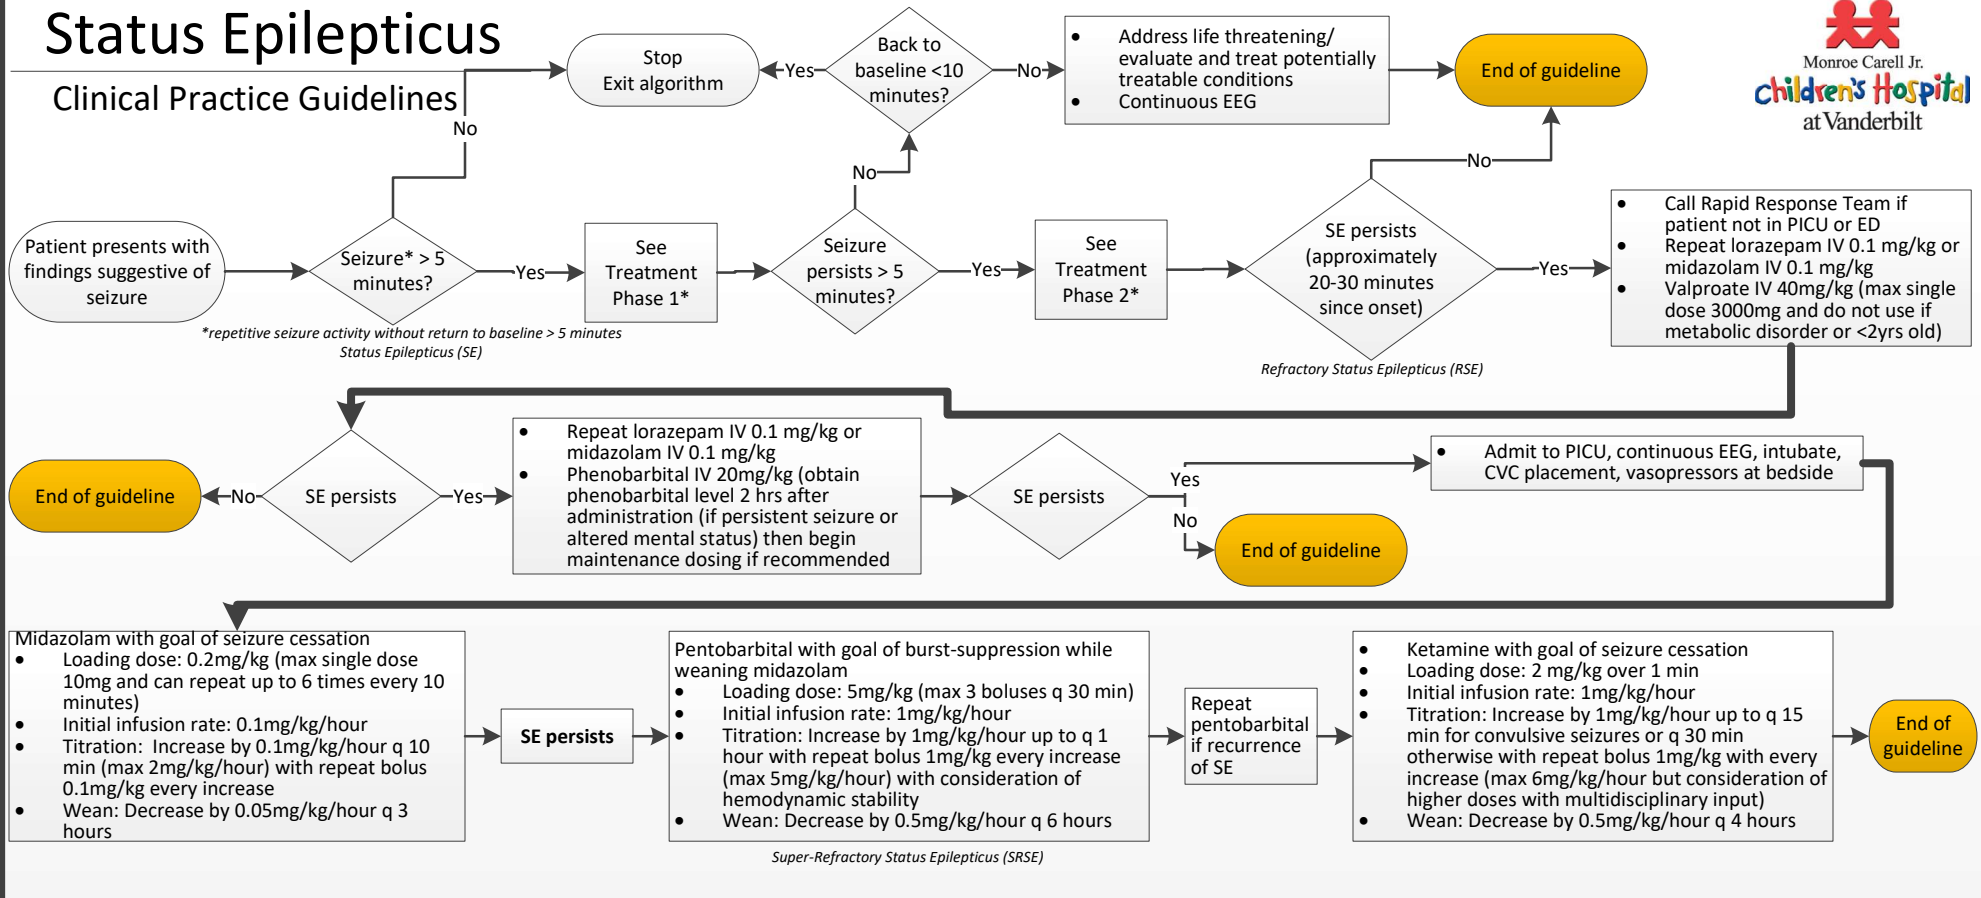 Status Epilepticus
Clinical Practice Guidelines
Monroe Carell Jr.
Children's Hospital
at Vanderbilt
Patient presents with
findings suggestive of
seizure
Seizure* > 5
minutes?
No
Stop
Exit algorithm
*repetitive seizure activity without return to baseline > 5 minutes
Status Epilepticus (SE)
Yes
See
Treatment
Phase 1*
Seizure
persists > 5
minutes?
No
Back to
baseline <10
minutes?
Yes
No
• Address life threatening/
evaluate and treat potentially
treatable conditions
• Continuous EEG
End of guideline
Yes
See
Treatment
Phase 2*
SE persists
(approximately
20-30 minutes
since onset)
No
Refractory Status Epilepticus (RSE)
Yes
• Call Rapid Response Team if
patient not in PICU or ED
• Repeat lorazepam IV 0.1 mg/kg or
midazolam IV 0.1 mg/kg
• Valproate IV 40mg/kg (max single
dose 3000mg and do not use if
metabolic disorder or <2yrs old)
End of guideline
No
SE persists
Yes
• Repeat lorazepam IV 0.1 mg/kg or
midazolam IV 0.1 mg/kg
• Phenobarbital IV 20mg/kg (obtain
phenobarbital level 2 hrs after
administration (if persistent seizure or
altered mental status) then begin
maintenance dosing if recommended
SE persists
Yes
No
End of guideline
• Admit to PICU, continuous EEG, intubate,
CVC placement, vasopressors at bedside
Midazolam with goal of seizure cessation
• Loading dose: 0.2mg/kg (max single dose
10mg and can repeat up to 6 times every 10
minutes)
• Initial infusion rate: 0.1mg/kg/hour
• Titration: Increase by 0.1mg/kg/hour q 10
min (max 2mg/kg/hour) with repeat bolus
0.1mg/kg every increase
• Wean: Decrease by 0.05mg/kg/hour q 3
hours
SE persists
Pentobarbital with goal of burst-suppression while
weaning midazolam
• Loading dose: 5mg/kg (max 3 boluses q 30 min)
• Initial infusion rate: 1mg/kg/hour
• Titration: Increase by 1mg/kg/hour up to q 1
hour with repeat bolus 1mg/kg every increase
(max 5mg/kg/hour) with consideration of
hemodynamic stability
• Wean: Decrease by 0.5mg/kg/hour q 6 hours
Super-Refractory Status Epilepticus (SRSE)
Repeat
pentobarbital
if recurrence
of SE
• Ketamine with goal of seizure cessation
• Loading dose: 2 mg/kg over 1 min
• Initial infusion rate: 1mg/kg/hour
• Titration: Increase by 1mg/kg/hour up to q 15
min for convulsive seizures or q 30 min
otherwise with repeat bolus 1mg/kg with every
increase (max 6mg/kg/hour but consideration of
higher doses with multidisciplinary input)
• Wean: Decrease by 0.5mg/kg/hour q 4 hours
End of
guideline